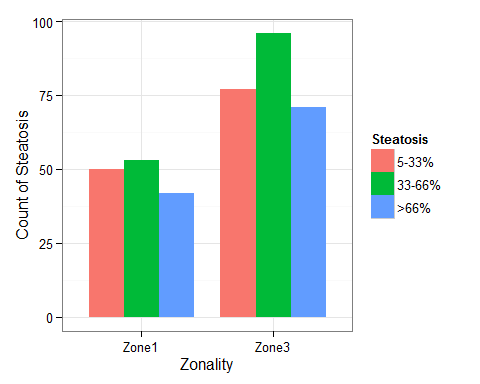 100
75
50
25
0
Count of Steatosis
Zone1
Zone3
Zonality
Steatosis
5-33%
33-66%
>66%